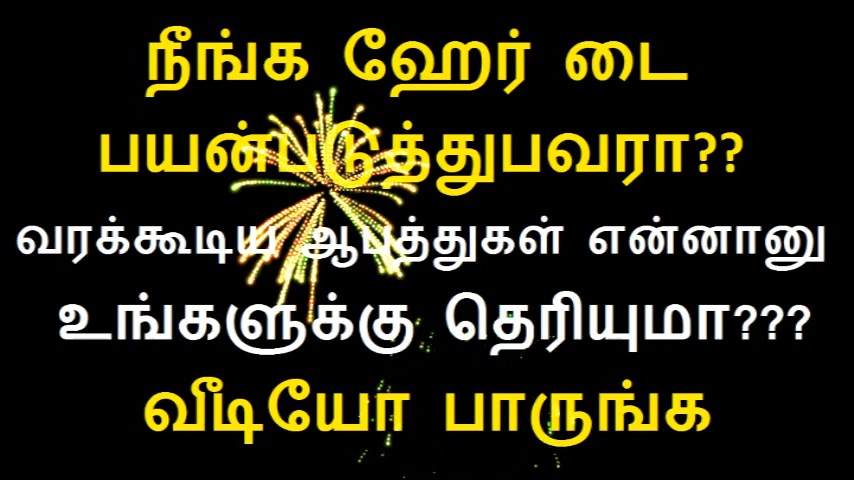 நீங்க ஹேர் டை
பயன்படுத்துபவரா??
வரக்கூடிய ஆபத்துகள் என்னானு
உங்களுக்கு தெரியுமா???
வீடியோ பாருங்க